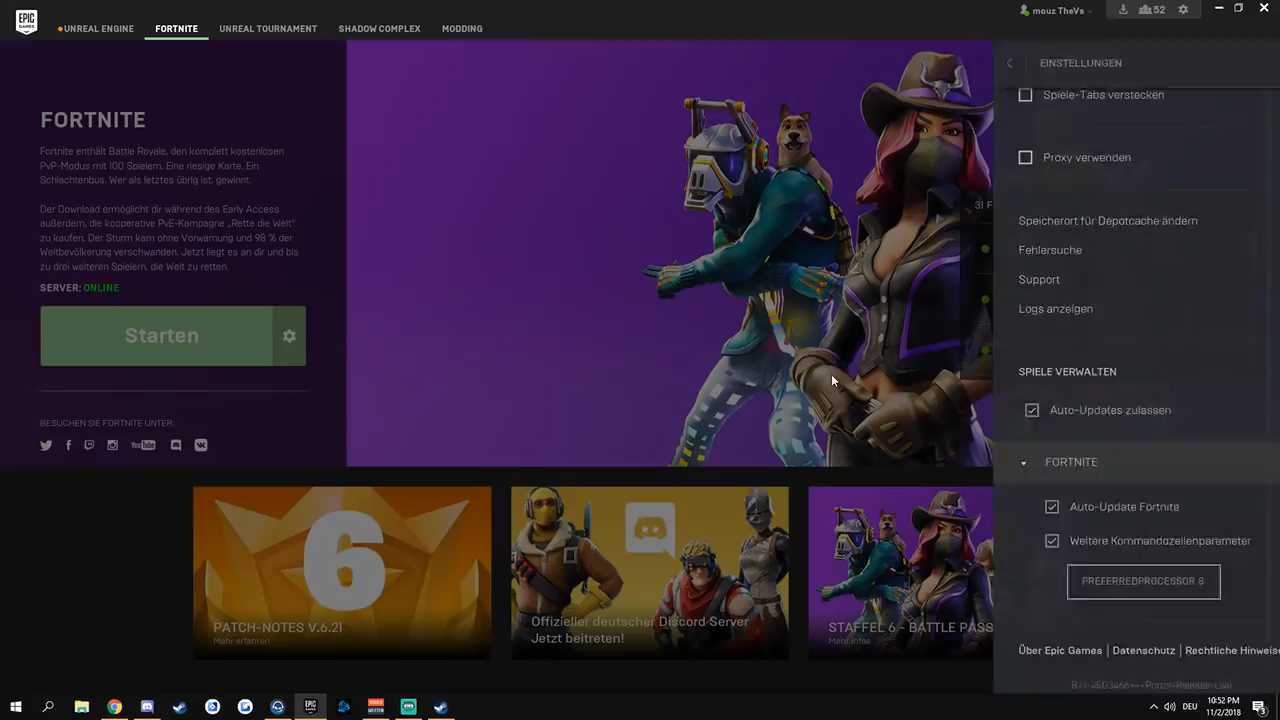 EPIC GAMES
UNREAL ENGINE
FORTNITE
UNREAL TOURNAMENT
SHADOW COMPLEX
MODDING
mouz TheVs
52
EINSTELLUNGEN
Spiele-Tabs verstecken
Proxy verwenden
Speicherort für Depotcache ändern
Fehlersuche
Support
Logs anzeigen
SPIELE VERWALTEN
Auto-Updates zulassen
FORTNITE
Auto-Update Fortnite
Weitere Kommandozeilenparameter
PREFERREDPROCESSOR 8
Über Epic Games | Datenschutz | Rechtliche Hinweise
FORTNITE
Fortnite enthält Battle Royale, den komplett kostenlosen
PvP-Modus mit 100 Spielern. Eine riesige Karte. Ein
Schlachtenbus. Wer als letztes übrig ist, gewinnt.
Der Download ermöglicht dir während des Early Access
außerdem, die kooperative PvE-Kampagne „Rette die Welt"
zu kaufen. Der Sturm kam ohne Vorwarnung und 98 % der
Weltbevölkerung verschwanden. Jetzt liegt es an dir und bis
zu drei weiteren Spielern, die Welt zu retten.
SERVER: ONLINE
Starten
31 F
BESUCHEN SIE FORTNITE UNTER:
You Tube
6
PATCH-NOTES V.6.21
Mehr erfahren!
Offizieller deutscher Discord Server
Jetzt beitreten!
STAFFEL 6 - BATTLE PASS
Mehr Infos
EPIC GAMES
DEU
10:52 PM
11/2/2018
3